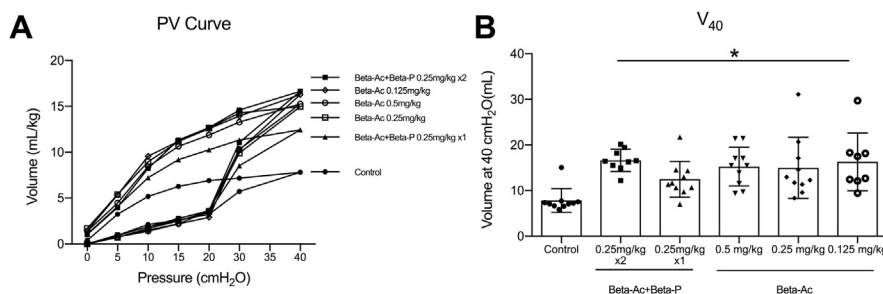 A
PV Curve
Volume (mL/kg)
20
15
10
5
0
0 5 10 15 20 25 30 35 40
Pressure (cmH2O)
Beta-Ac+Beta-P 0.25mg/kg x2
Beta-Ac 0.125mg/kg
Beta-Ac 0.5mg/kg
Beta-Ac 0.25mg/kg
Beta-Ac+Beta-P 0.25mg/kg x1
Control
B
V40
*
Volume at 40 cmH2O(mL)
40
30
20
10
0
Control
0.25mg/kg
x2
0.25mg/kg
x1
0.5 mg/kg
0.25 mg/kg
0.125 mg/kg
Beta-Ac+Beta-P
Beta-Ac